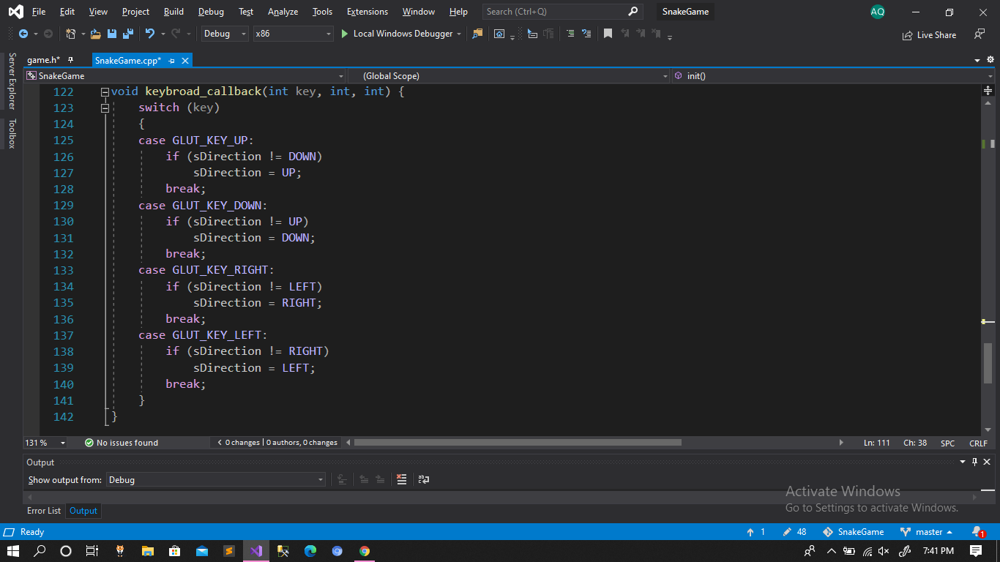 File Edit View Project Build Debug Test Analyze Tools Extensions Window Help Search (Ctrl+Q) SnakeGame AQ
Debug x86 Local Windows Debugger Live Share
Server Explorer
Toolbox
game.h* SnakeGame.cpp*
SnakeGame (Global Scope) init()
122 void keybroad_callback(int key, int, int) {
123 switch (key)
124 {
125 case GLUT_KEY_UP:
126 if (sDirection != DOWN)
127 sDirection = UP;
128 break;
129 case GLUT_KEY_DOWN:
130 if (sDirection != UP)
131 sDirection = DOWN;
132 break;
133 case GLUT_KEY_RIGHT:
134 if (sDirection != LEFT)
135 sDirection = RIGHT;
136 break;
137 case GLUT_KEY_LEFT:
138 if (sDirection != RIGHT)
139 sDirection = LEFT;
140 break;
141 }
142 }
131 % No issues found 0 changes | 0 authors, 0 changes Ln: 111 Ch: 38 SPC CRLF
Output
Show output from: Debug
Activate Windows
Go to Settings to activate Windows.
Error List Output
Ready 1 48 SnakeGame master 1
7:41 PM